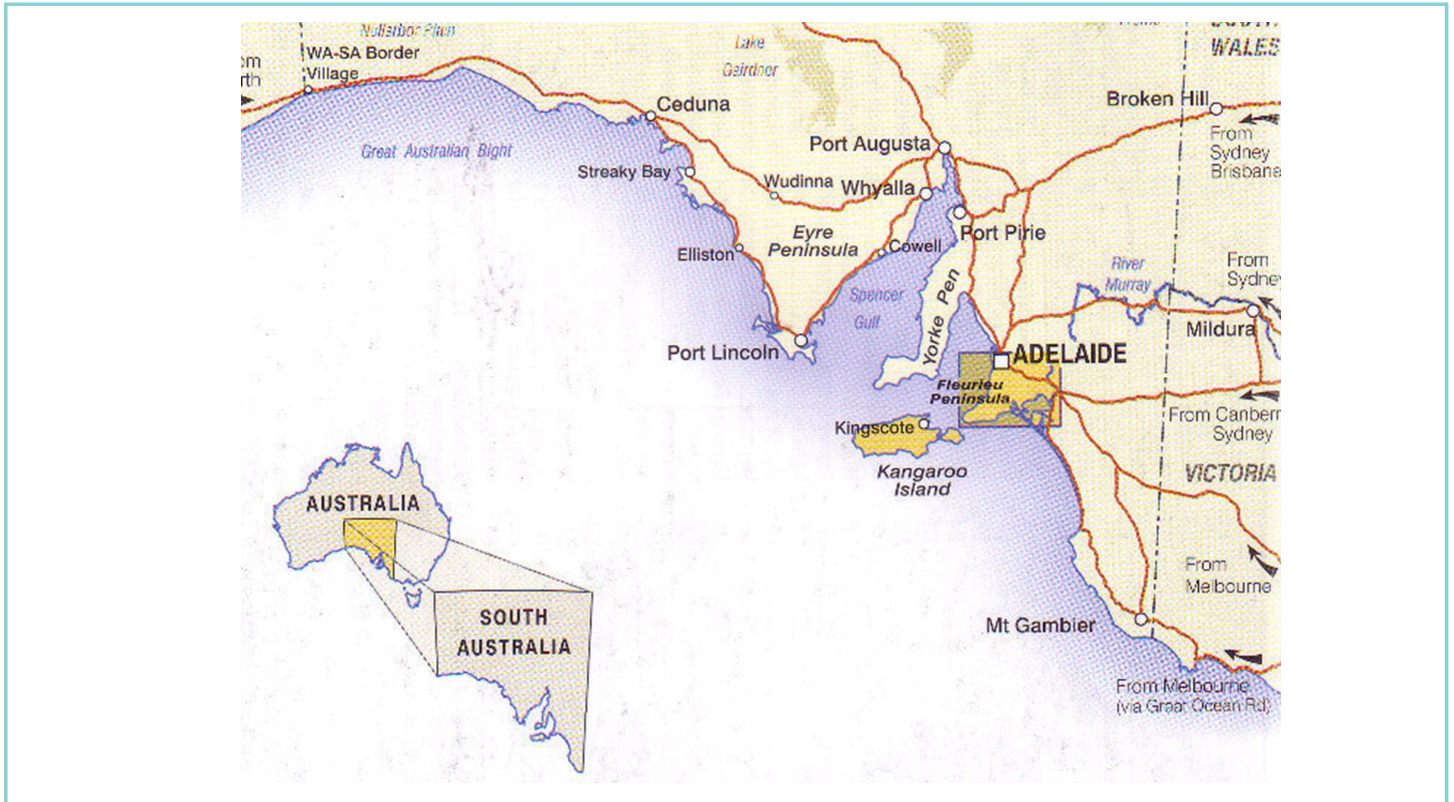 Nullarbor Plain
WA-SA Border
Village
Lake
Gairdner
WALES
Ceduna
Broken Hill
From
Sydney
Brisbane
Port Augusta
Great Australian Bight
Streaky Bay
Wudinna
Whyalla
Eyre
Peninsula
Port Pirie
Elliston
Cowell
River
Murray
From
Sydney
Spencer
Gulf
Yorke Pen
Mildura
Port Lincoln
ADELAIDE
Fleurieu
Peninsula
From Canberr
Sydney
Kingscote
Kangaroo
Island
VICTORIA
AUSTRALIA
From
Melbourne
SOUTH
AUSTRALIA
Mt Gambier
From Melbourne
(via Great Ocean Rd)